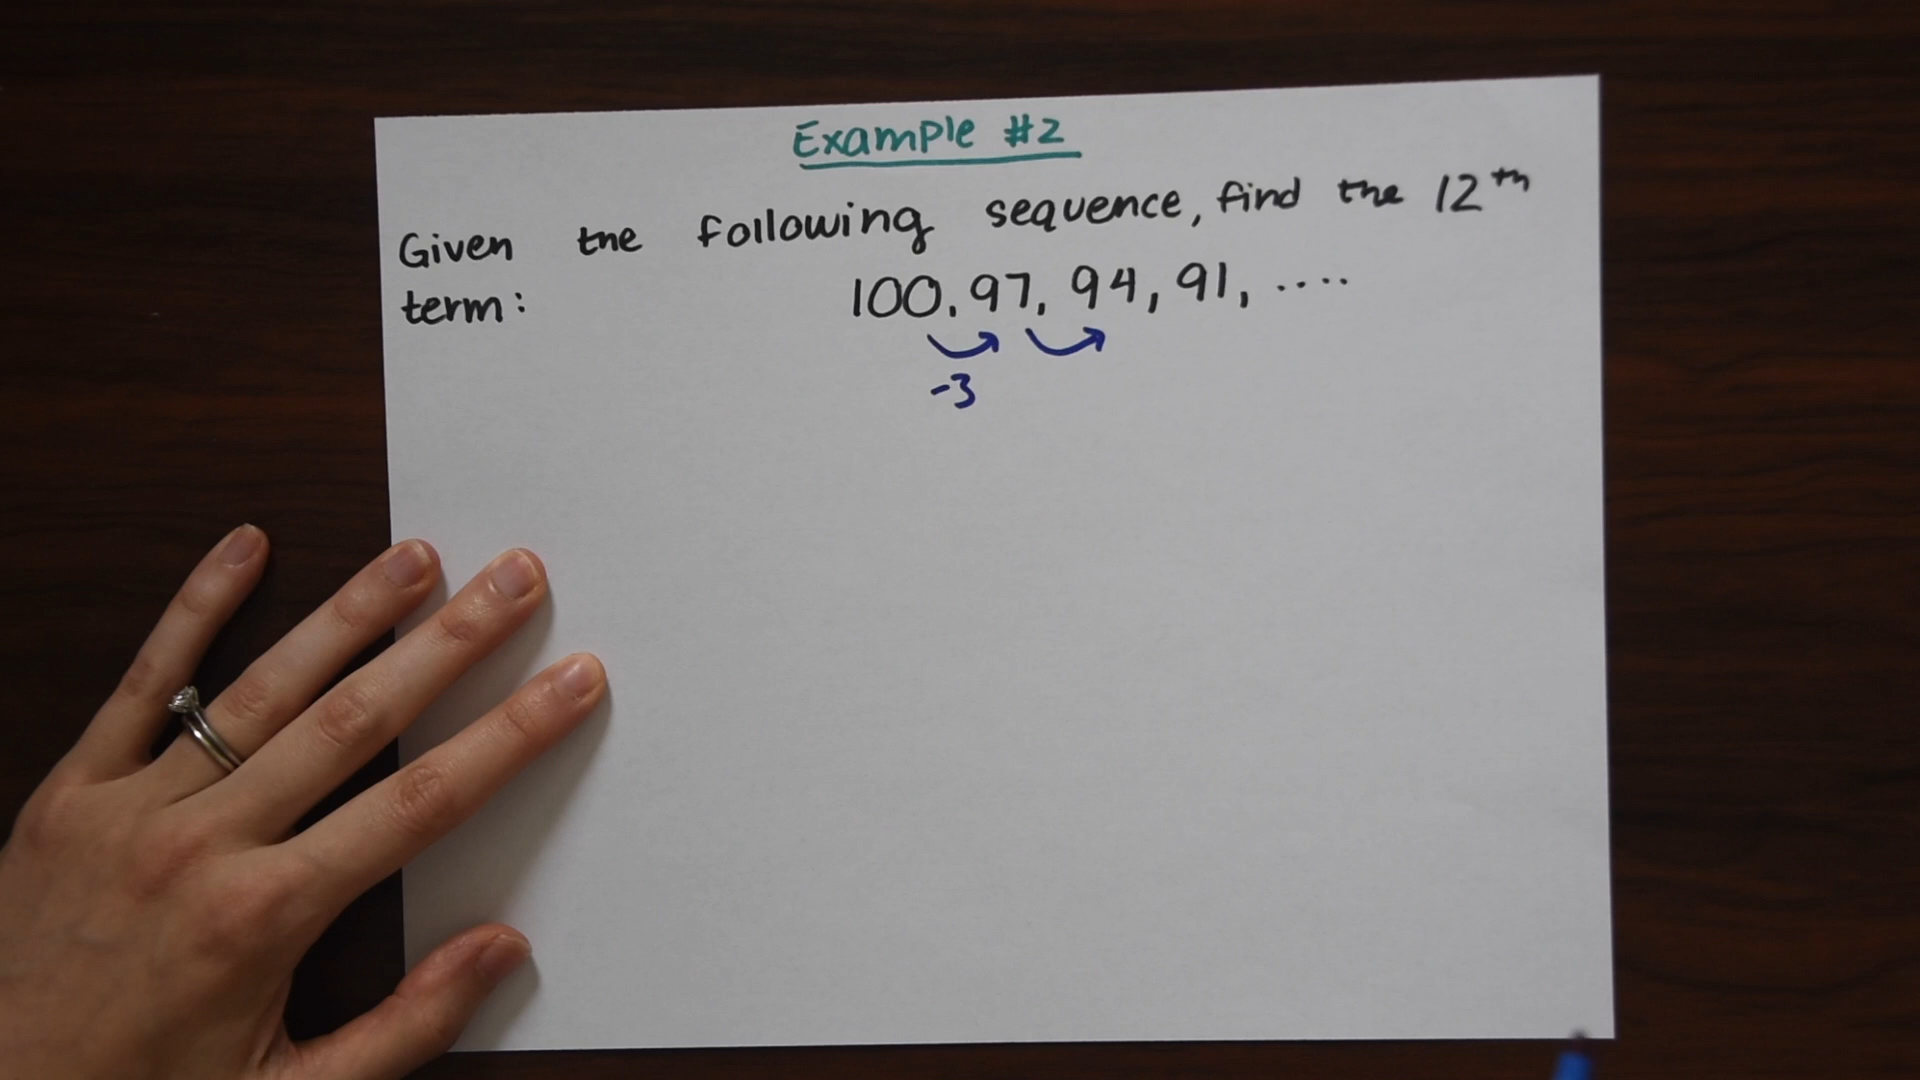 Example #2
Given the following sequence, find the 12th
term:
100, 97, 94, 91, ....
-3